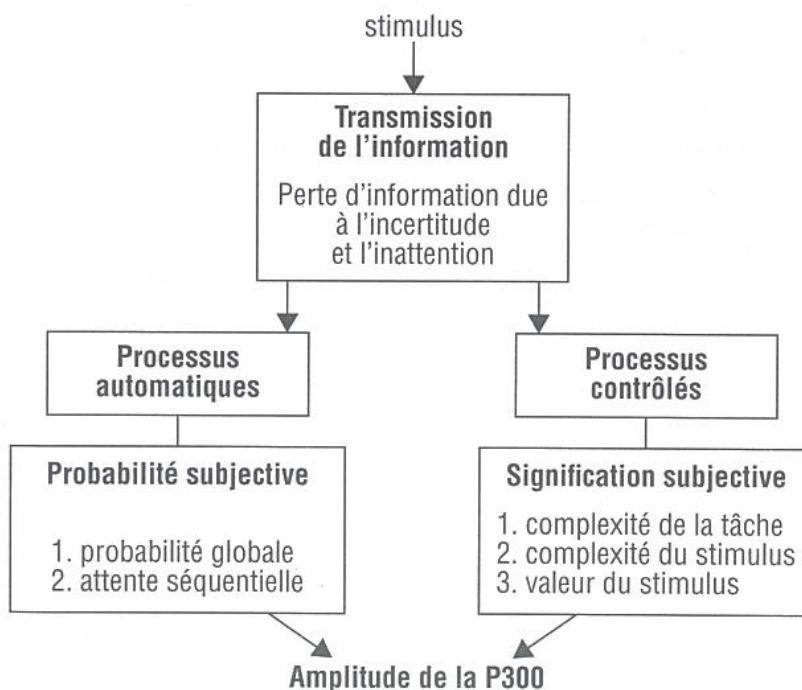 stimulus
Transmission
de l'information
Perte d'information due
à l'incertitude
et l'inattention
Processus
automatiques
Processus
contrôlés
Probabilité subjective
1. probabilité globale
2. attente séquentielle
Signification subjective
1. complexité de la tâche
2. complexité du stimulus
3. valeur du stimulus
Amplitude de la P300